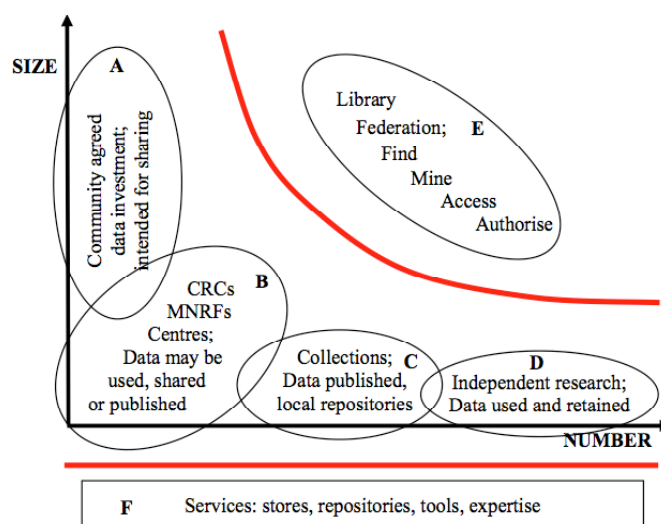 SIZE
A
Community agreed
data investment;
intended for sharing
Library
Federation; E
Find
Mine
Access
Authorise
B
CRCs
MNRFs
Centres;
Data may be
used, shared
or published
Collections; C
Data published,
local repositories
D
Independent research;
Data used and retained
NUMBER
F Services: stores, repositories, tools, expertise